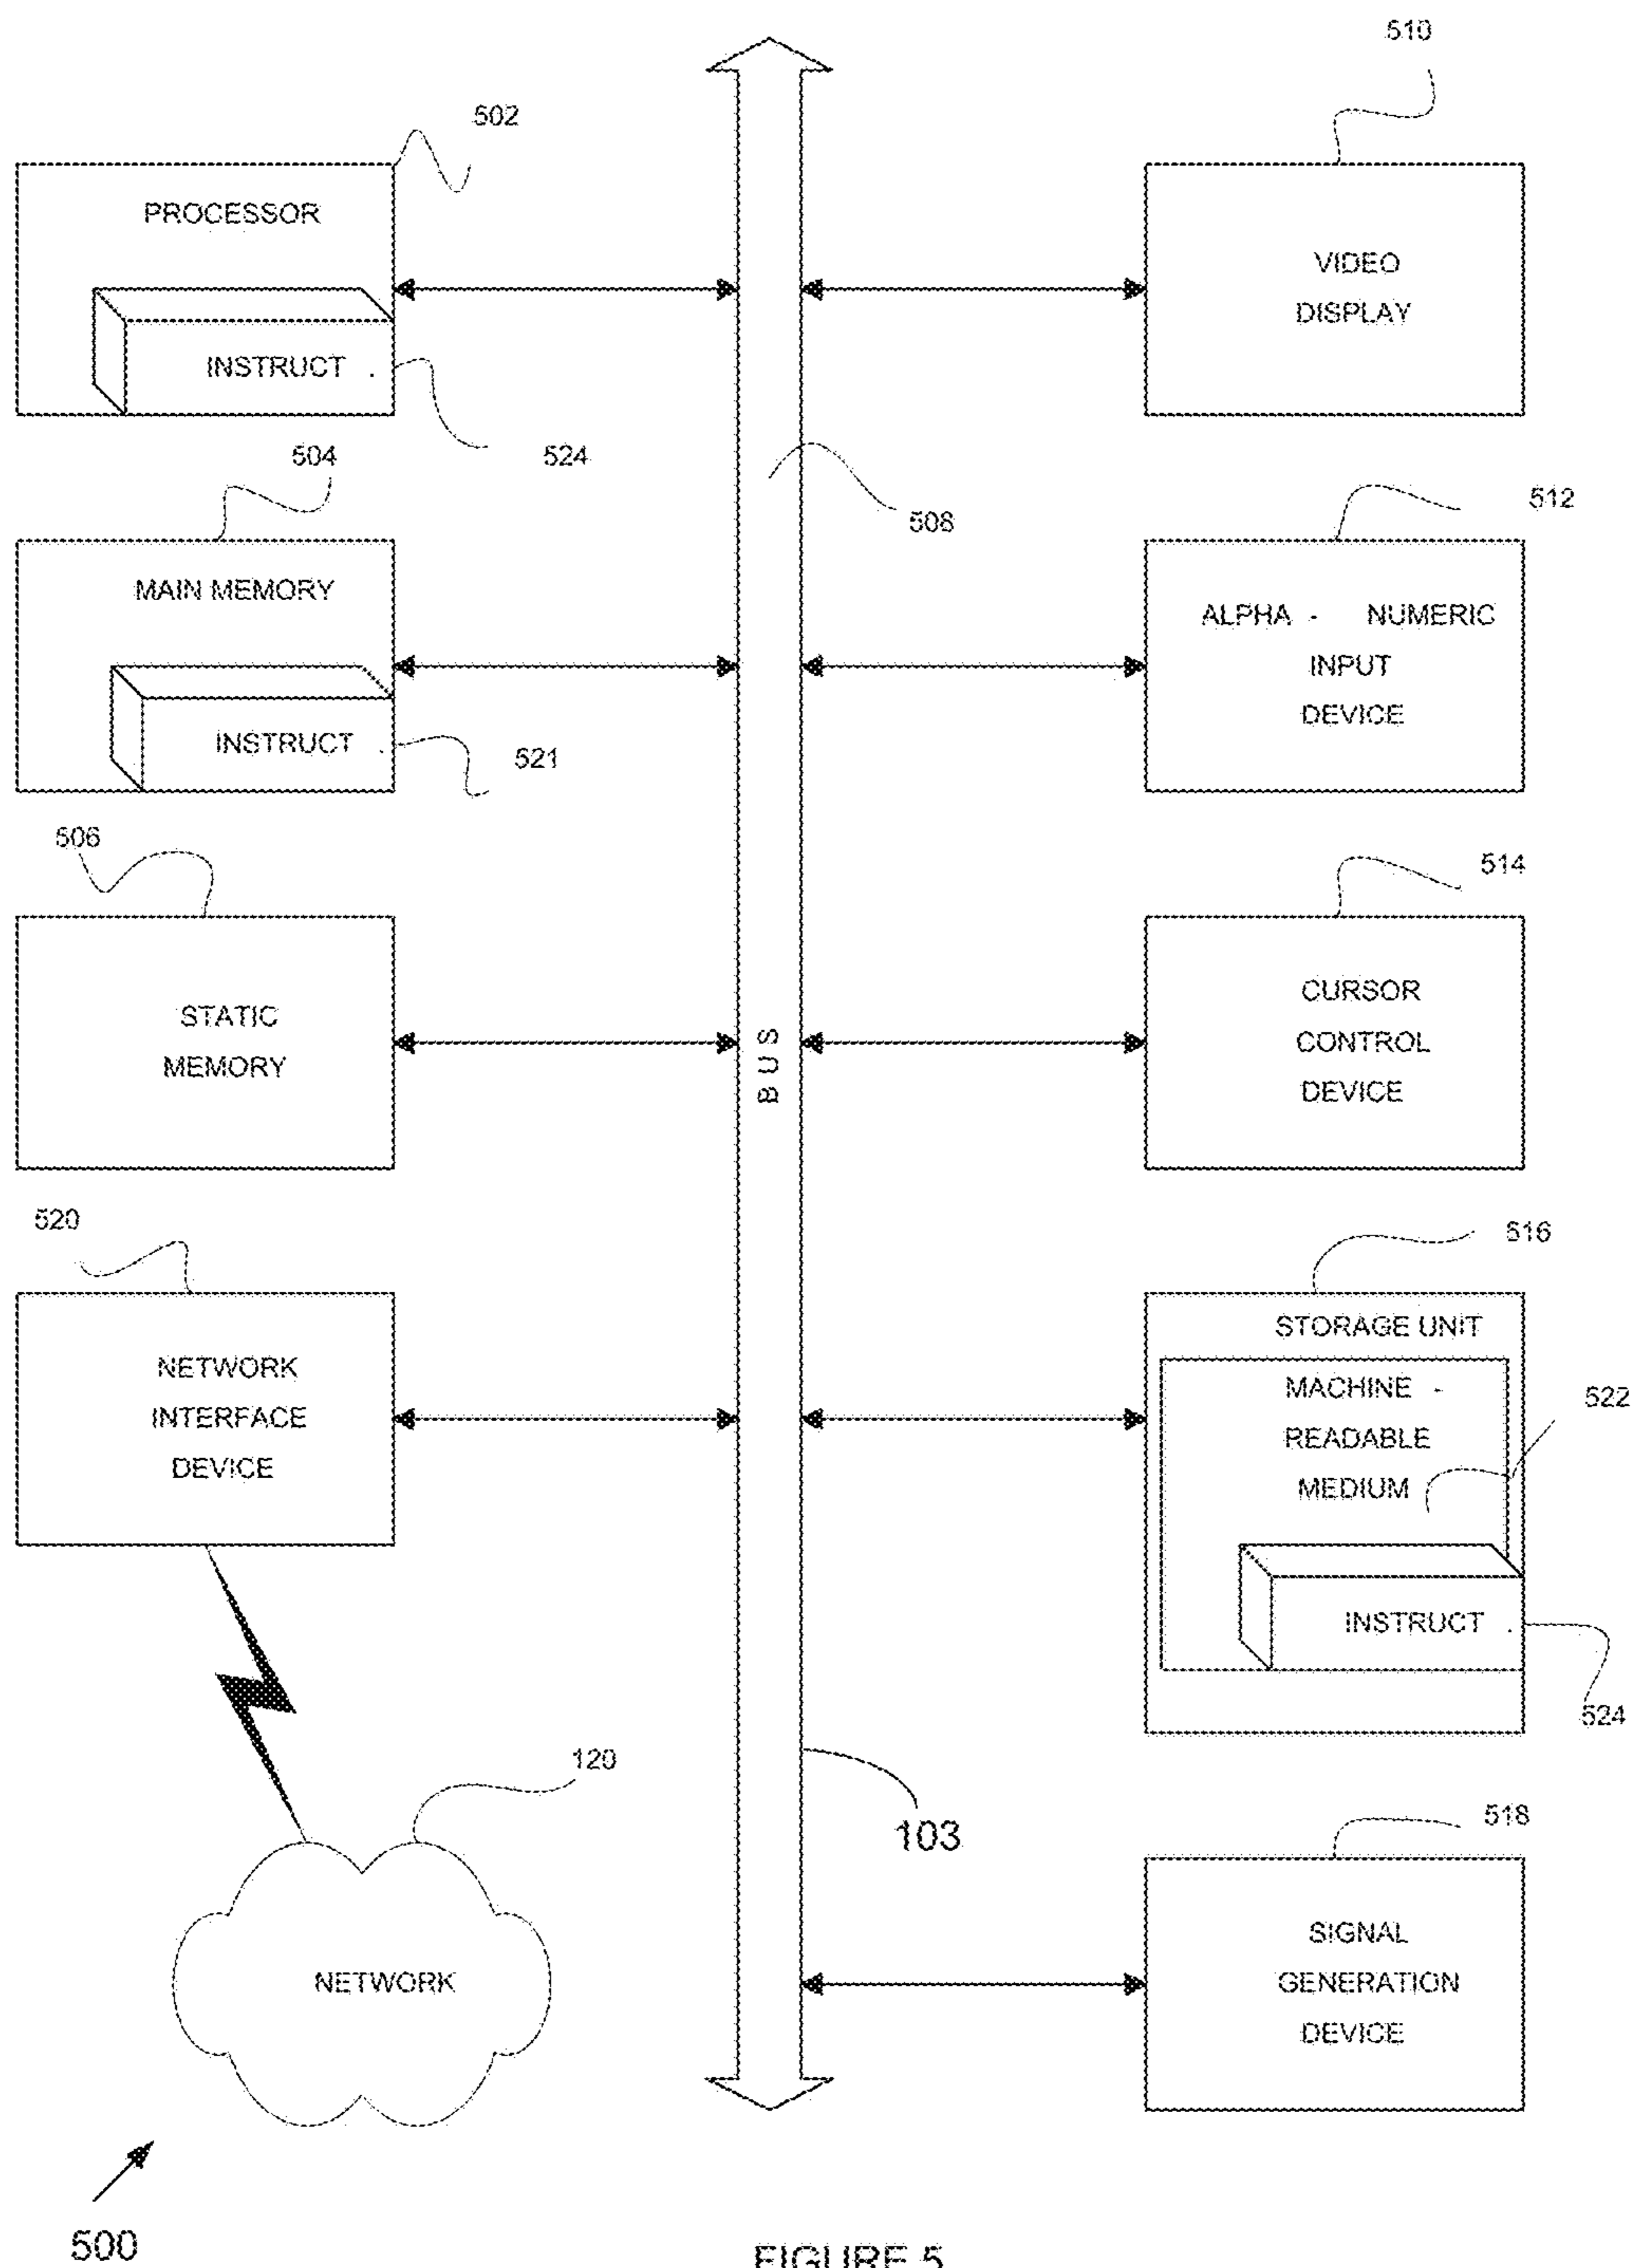 510
502
PROCESSOR
VIDEO
DISPLAY
INSTRUCT .
524
504
508
512
MAIN MEMORY
ALPHA - NUMERIC
INPUT
DEVICE
INSTRUCT .
521
506
514
STATIC
MEMORY
BUS
CURSOR
CONTROL
DEVICE
520
516
NETWORK
INTERFACE
DEVICE
STORAGE UNIT
MACHINE -
READABLE
MEDIUM
522
INSTRUCT .
524
120
103
518
NETWORK
SIGNAL
GENERATION
DEVICE
500
FIGURE 5